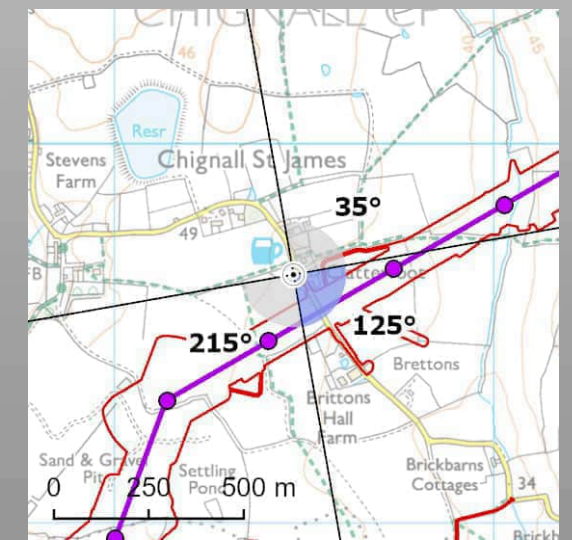 CHIGNALL CP
46
40
45
Resr
Stevens
Farm
Chignall St James
35°
49
FB
215°
125°
Brettons
Brittons
Hall
Farm
Sand & Gravel
Pit
Settling
Pond
Brickbarns
Cottages
34
0 250 500 m